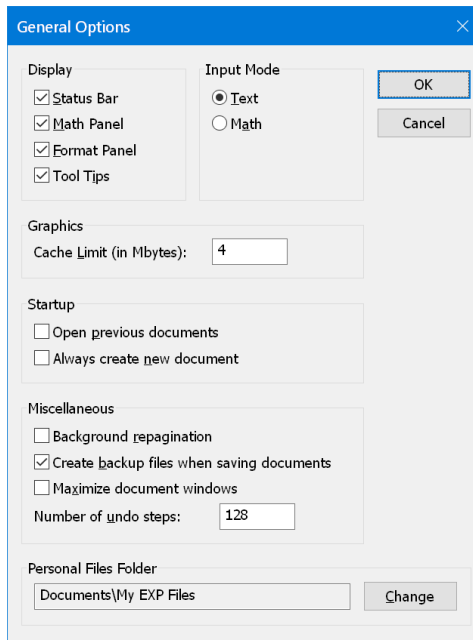 General Options
Display
Status Bar
Math Panel
Format Panel
Tool Tips
Input Mode
Text
Math
OK
Cancel
Graphics
Cache Limit (in Mbytes): 4
Startup
Open previous documents
Always create new document
Miscellaneous
Background repagination
Create backup files when saving documents
Maximize document windows
Number of undo steps: 128
Personal Files Folder
Documents\My EXP Files
Change